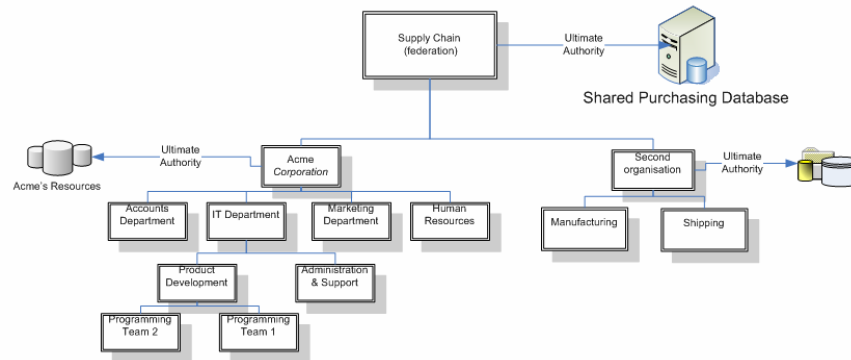 Supply Chain
(federation)
Ultimate
Authority
Shared Purchasing Database
Ultimate
Authority
Acme's Resources
Acme
Corporation
Second
organisation
Ultimate
Authority
Accounts
Department
IT Department
Marketing
Department
Human
Resources
Manufacturing
Shipping
Product
Development
Administration
& Support
Programming
Team 2
Programming
Team 1